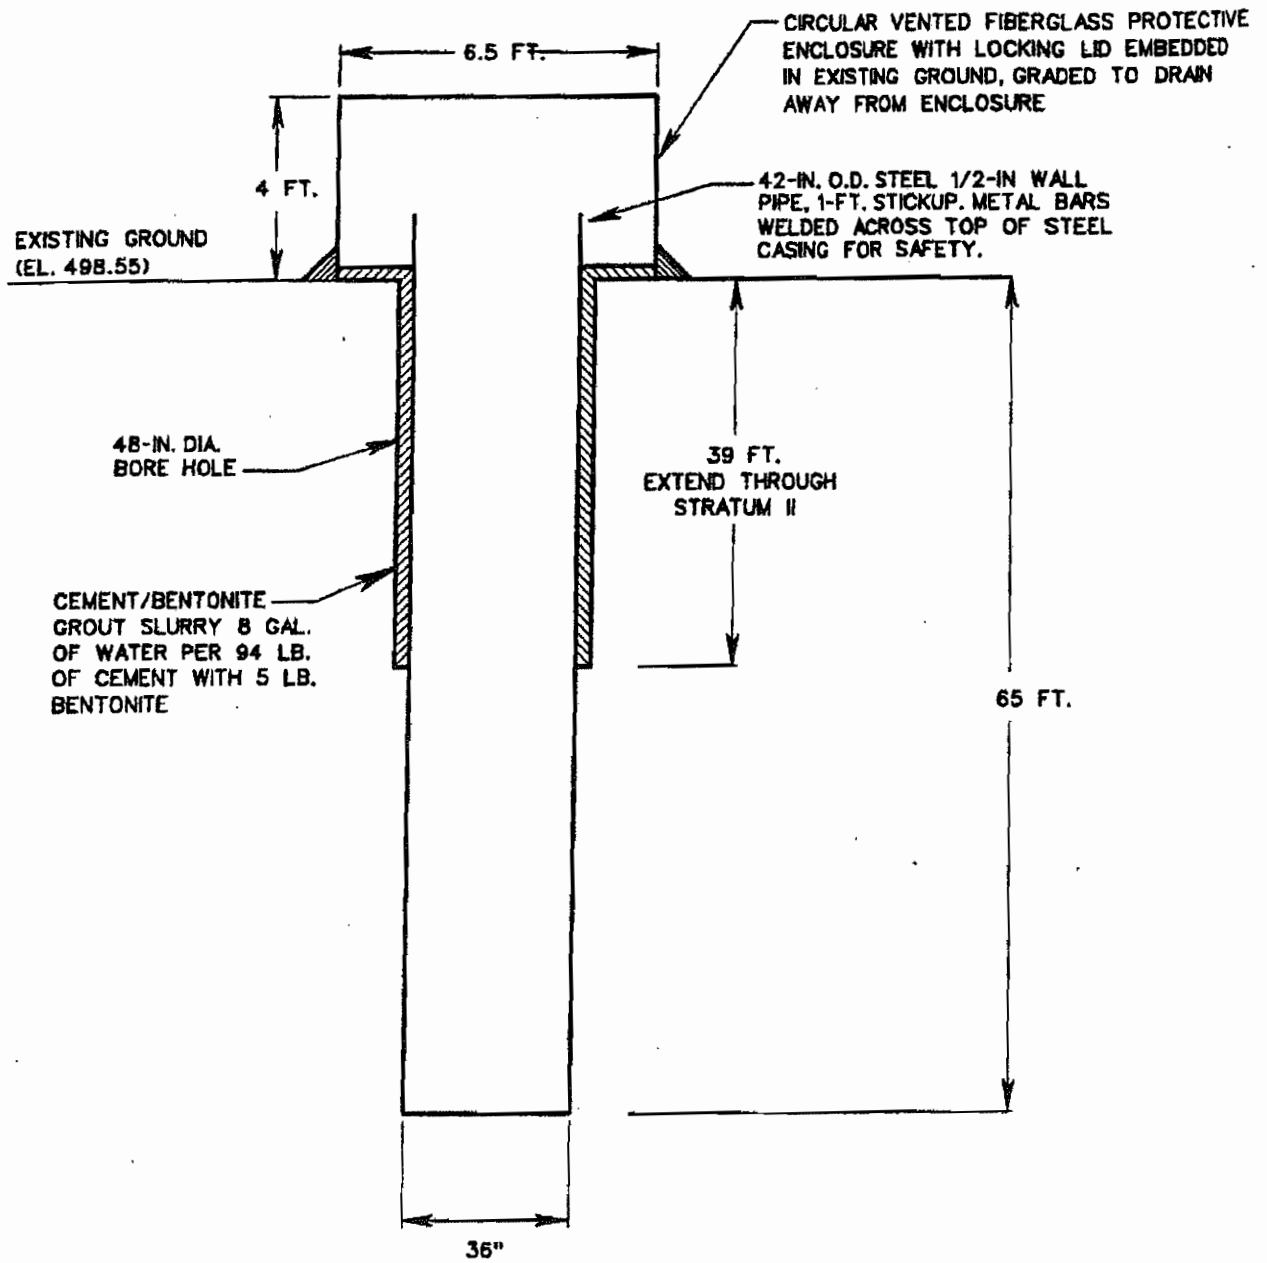 CIRCULAR VENTED FIBERGLASS PROTECTIVE
ENCLOSURE WITH LOCKING LID EMBEDDED
IN EXISTING GROUND, GRADED TO DRAIN
AWAY FROM ENCLOSURE
6.5 FT.
4 FT.
42-IN. O.D. STEEL 1/2-IN WALL
PIPE, 1-FT. STICKUP. METAL BARS
WELDED ACROSS TOP OF STEEL
CASING FOR SAFETY.
EXISTING GROUND
(EL. 498.55)
48-IN. DIA.
BORE HOLE
39 FT.
EXTEND THROUGH
STRATUM II
CEMENT/BENTONITE
GROUT SLURRY 8 GAL.
OF WATER PER 94 LB.
OF CEMENT WITH 5 LB.
BENTONITE
65 FT.
36"